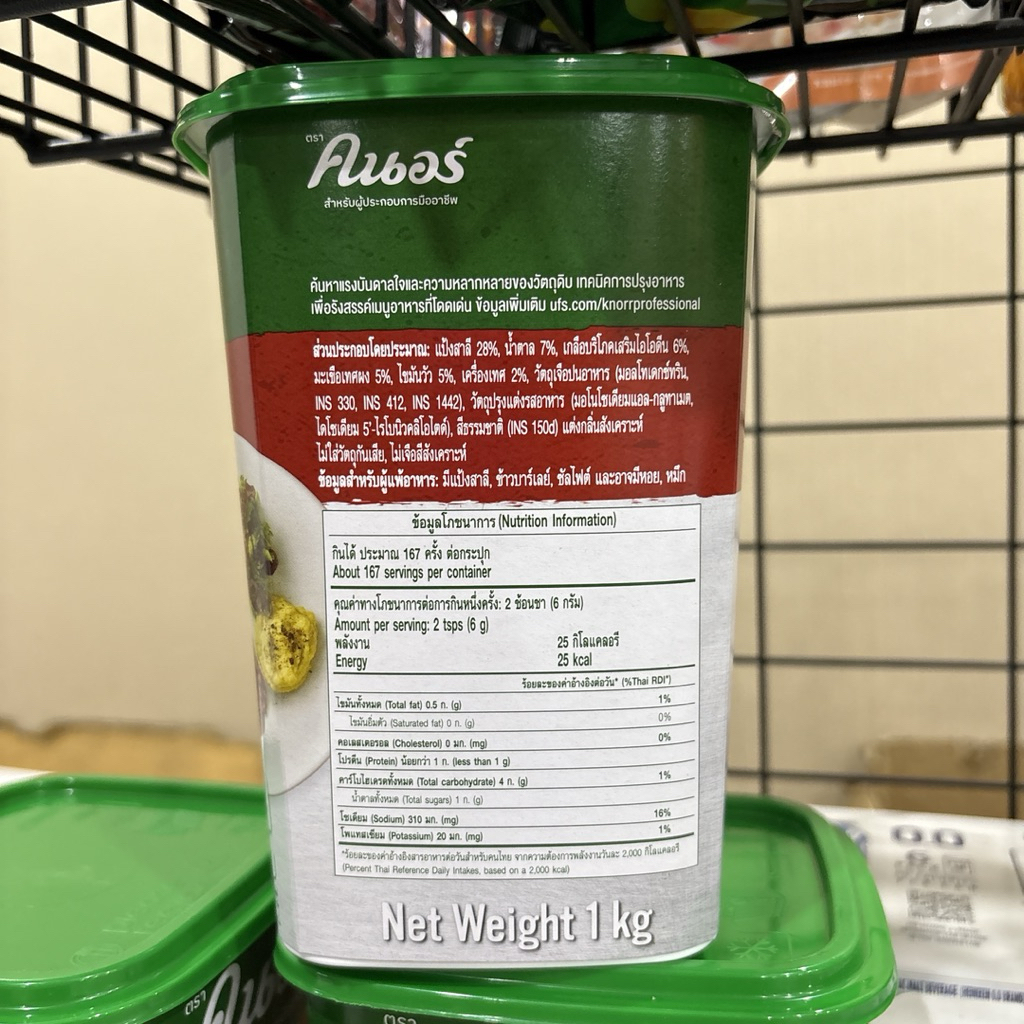 ตรา
คนอร์
สำหรับผู้ประกอบการมืออาชีพ
ค้นหาแรงบันดาลใจและความหลากหลายของวัตถุดิบ เทคนิคการปรุงอาหาร
เพื่อรังสรรค์เมนูอาหารที่โดดเด่น ข้อมูลเพิ่มเติม ufs.com/knorrprofessional
ส่วนประกอบโดยประมาณ: แป้งสาลี 28%, น้ำตาล 7%, เกลือบริโภคเสริมไอโอดีน 6%,
มะเขือเทศผง 5%, ไขมันวัว 5%, เครื่องเทศ 2%, วัตถุเจือปนอาหาร (มอลโทเดกซ์ทริน,
INS 330, INS 412, INS 1442), วัตถุปรุงแต่งรสอาหาร (มอโนโซเดียมแอล-กลูทาเมต,
ไดโซเดียม 5'-ไรโบนิวคลีโอไตด์), สีธรรมชาติ (INS 150d) แต่งกลิ่นสังเคราะห์
ไม่ใส่วัตถุกันเสีย, ไม่เจือสีสังเคราะห์
ข้อมูลสำหรับผู้แพ้อาหาร: มีแป้งสาลี, ข้าวบาร์เลย์, ซัลไฟต์ และอาจมีหอย, หมึก
ข้อมูลโภชนาการ (Nutrition Information)
กินได้ ประมาณ 167 ครั้ง ต่อกระปุก
About 167 servings per container
คุณค่าทางโภชนาการต่อการกินหนึ่งครั้ง: 2 ช้อนชา (6 กรัม)
Amount per serving: 2 tsps (6 g)
พลังงาน 25 กิโลแคลอรี
Energy 25 kcal
ร้อยละของค่าอ้างอิงต่อวัน* (%Thai RDI*)
ไขมันทั้งหมด (Total fat) 0.5 ก. (g) 1%
ไขมันอิ่มตัว (Saturated fat) 0 ก. (g) 0%
คอเลสเตอรอล (Cholesterol) 0 มก. (mg) 0%
โปรตีน (Protein) น้อยกว่า 1 ก. (less than 1 g)
คาร์โบไฮเดรตทั้งหมด (Total carbohydrate) 4 ก. (g) 1%
น้ำตาลทั้งหมด (Total sugars) 1 ก. (g)
โซเดียม (Sodium) 310 มก. (mg) 16%
โพแทสเซียม (Potassium) 20 มก. (mg) 1%
*ร้อยละของค่าอ้างอิงสารอาหารต่อวันสำหรับคนไทย จากความต้องการพลังงานวันละ 2,000 กิโลแคลอรี
(Percent Thai Reference Daily Intakes, based on a 2,000 kcal)
Net Weight 1 kg
0.0
ตรา
ตรา